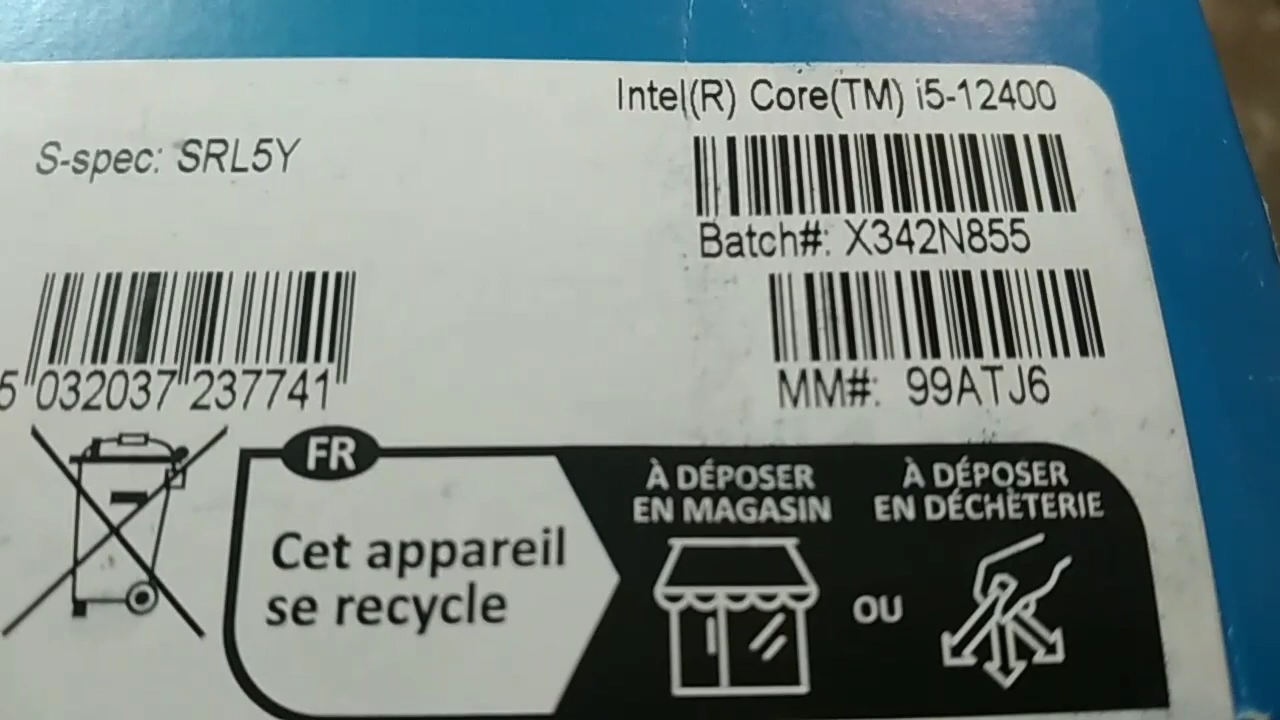 Intel(R) Core(TM) i5-12400
S-spec: SRL5Y
Batch#: X342N855
5 032037 237741
MM#: 99ATJ6
FR
Cet appareil
se recycle
À DÉPOSER
EN MAGASIN
OU
À DÉPOSER
EN DÉCHÈTERIE